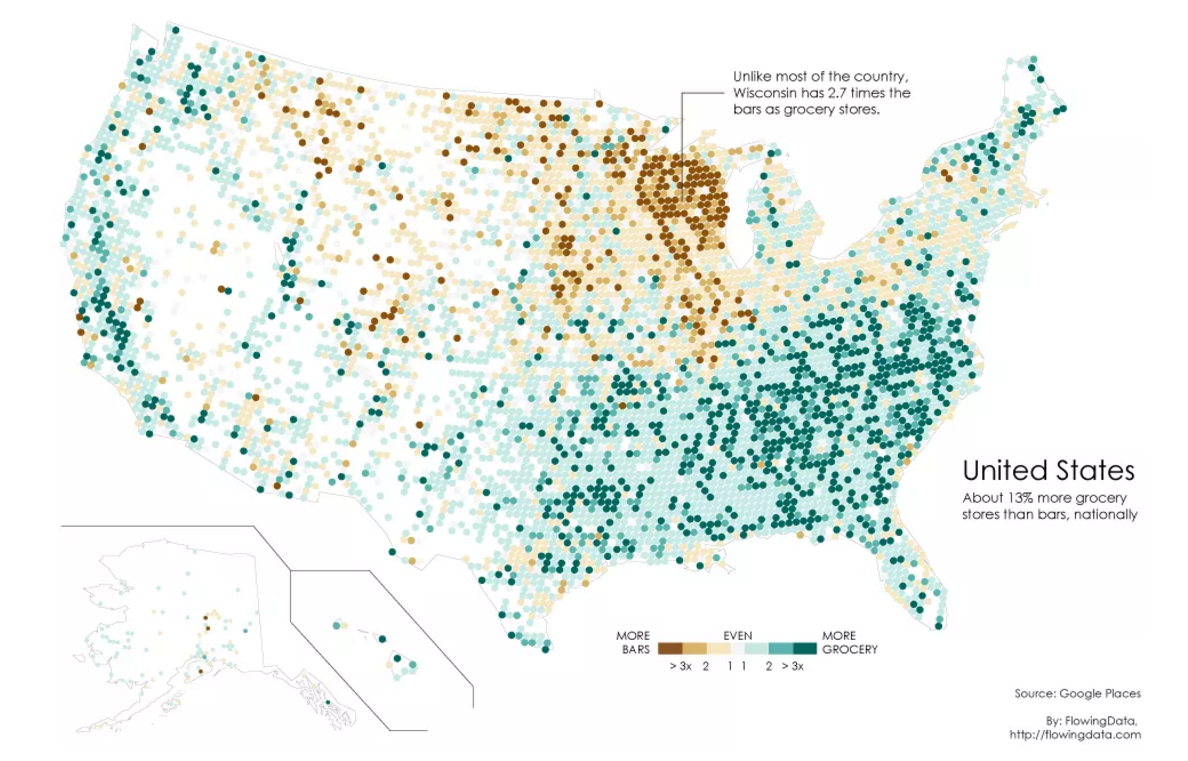 Unlike most of the country,
Wisconsin has 2.7 times the
bars as grocery stores.
United States
About 13% more grocery
stores than bars, nationally
MORE
BARS
EVEN
MORE
GROCERY
> 3x 2 1 1 2 > 3x
Source: Google Places
By: FlowingData,
http://flowingdata.com